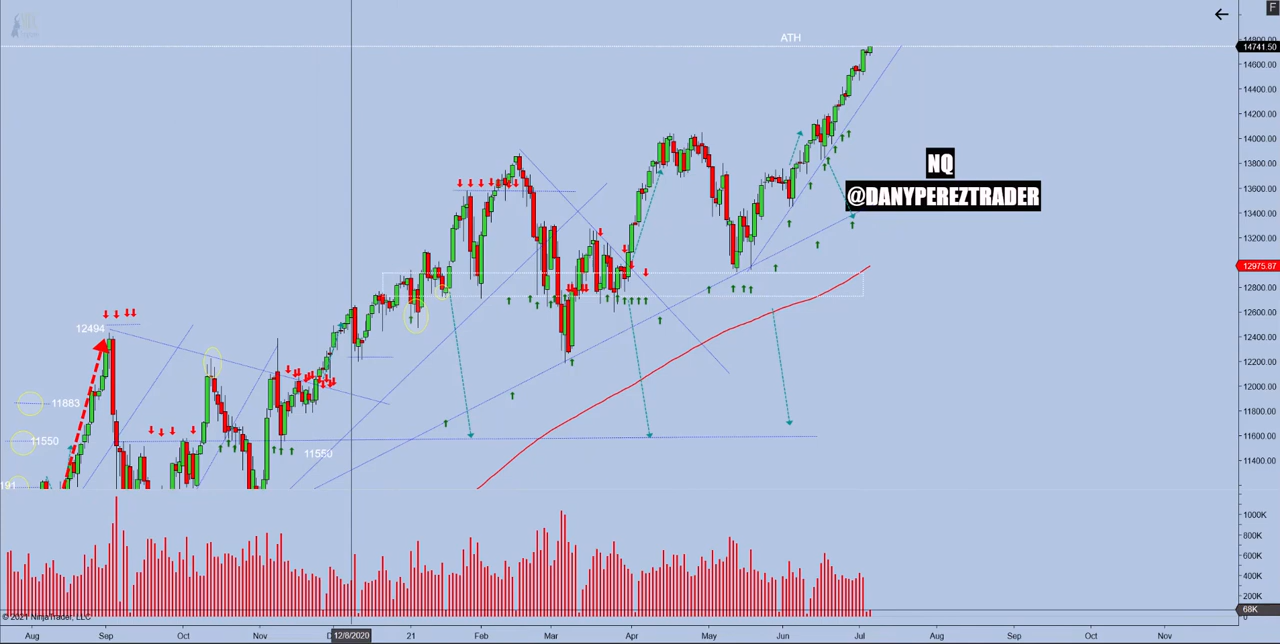 F
ATH
14800.00
14741.50
14600.00
14400.00
14200.00
14000.00
13800.00
13600.00
13400.00
13200.00
12975.87
12800.00
12600.00
12400.00
12200.00
12000.00
11800.00
11600.00
11400.00
NQ
@DANYPEREZTRADER
12494
11883
11550
11550
191
1000K
800K
600K
400K
200K
68K
0
© 2021 NinjaTrader, LLC
Aug
Sep
Oct
Nov
12/8/2020
21
Feb
Mar
Apr
May
Jun
Jul
Aug
Sep
Oct
Nov